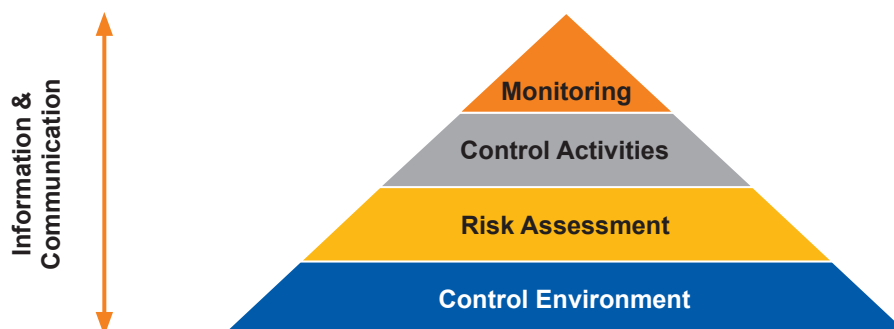 Information &
Communication
Monitoring
Control Activities
Risk Assessment
Control Environment